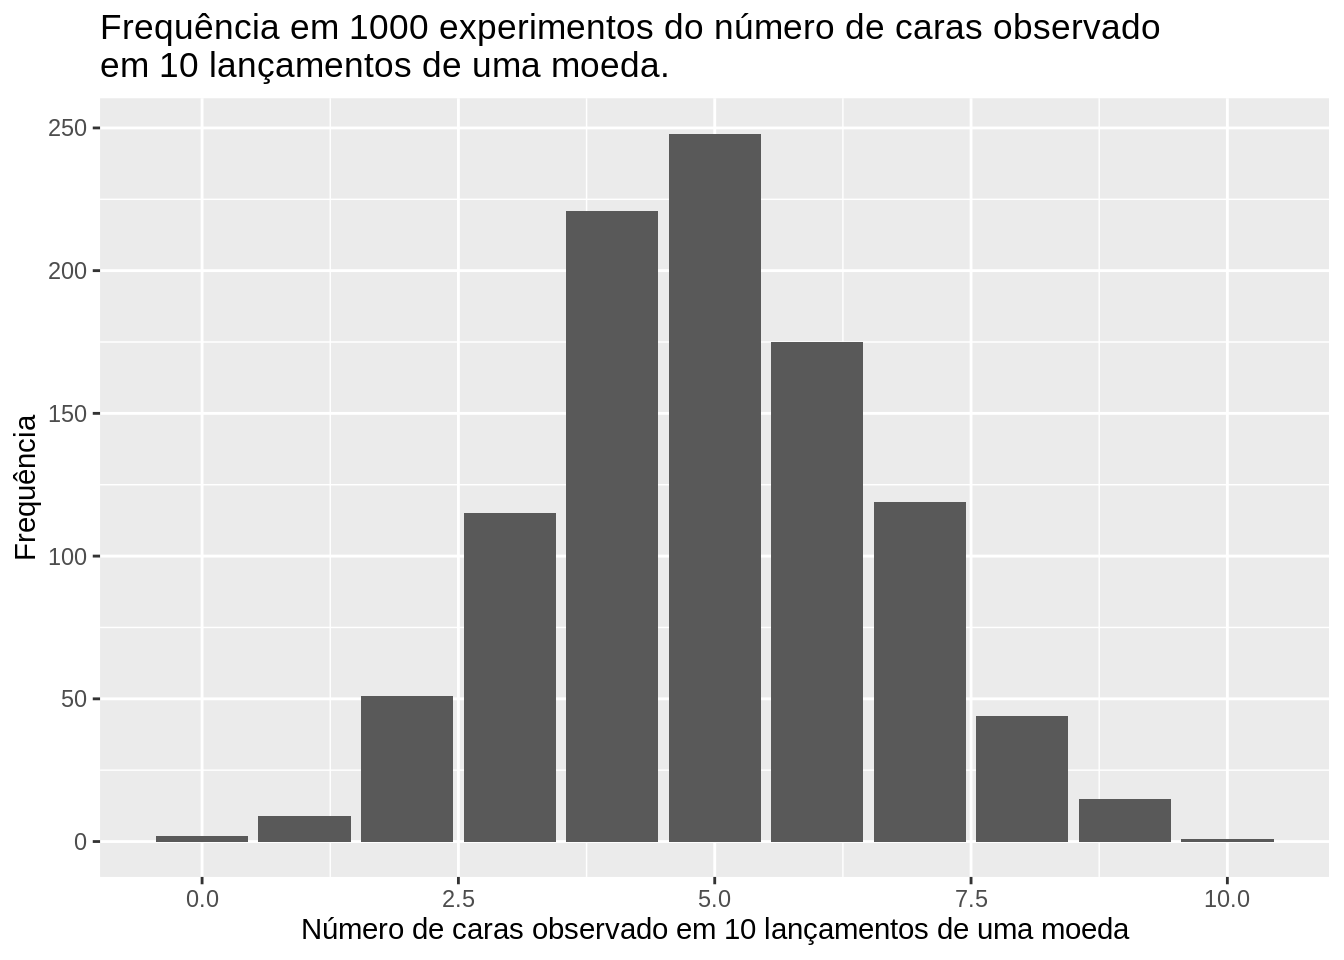 Frequência em 1000 experimentos do número de caras observado
em 10 lançamentos de uma moeda.
250
200
150
100
50
0
Frequência
0.0 2.5 5.0 7.5 10.0
Número de caras observado em 10 lançamentos de uma moeda